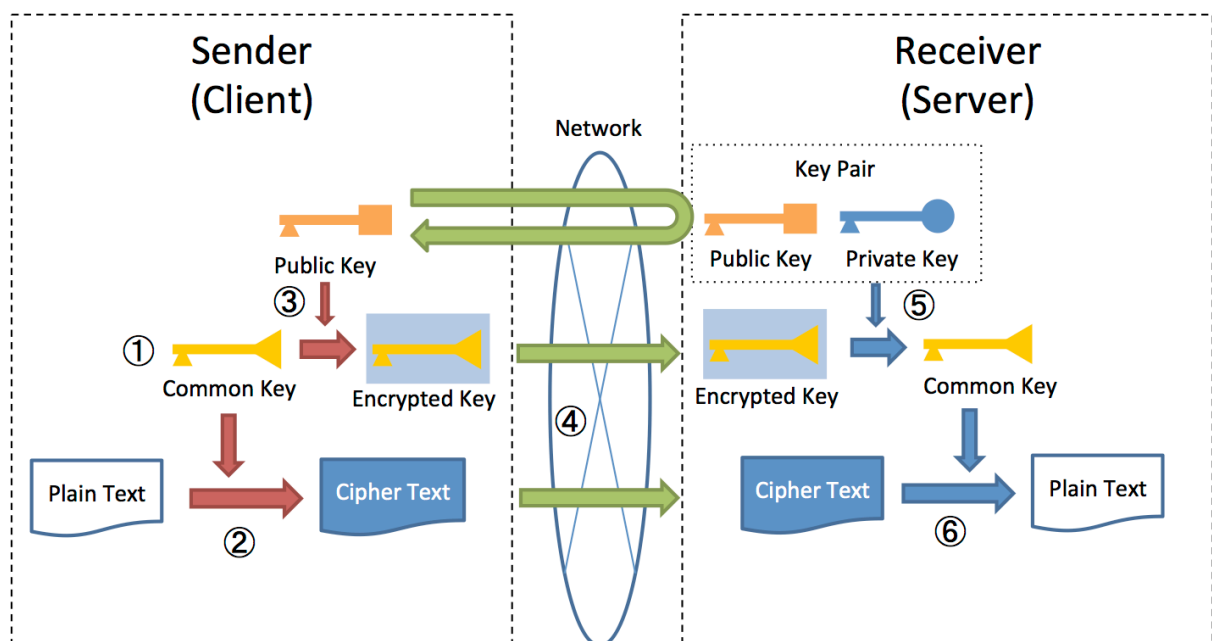 Sender
(Client)
Receiver
(Server)
Network
Key Pair
Public Key
Public Key
Private Key
③
⑤
①
Common Key
Encrypted Key
Encrypted Key
Common Key
④
Plain Text
Cipher Text
Cipher Text
Plain Text
②
⑥